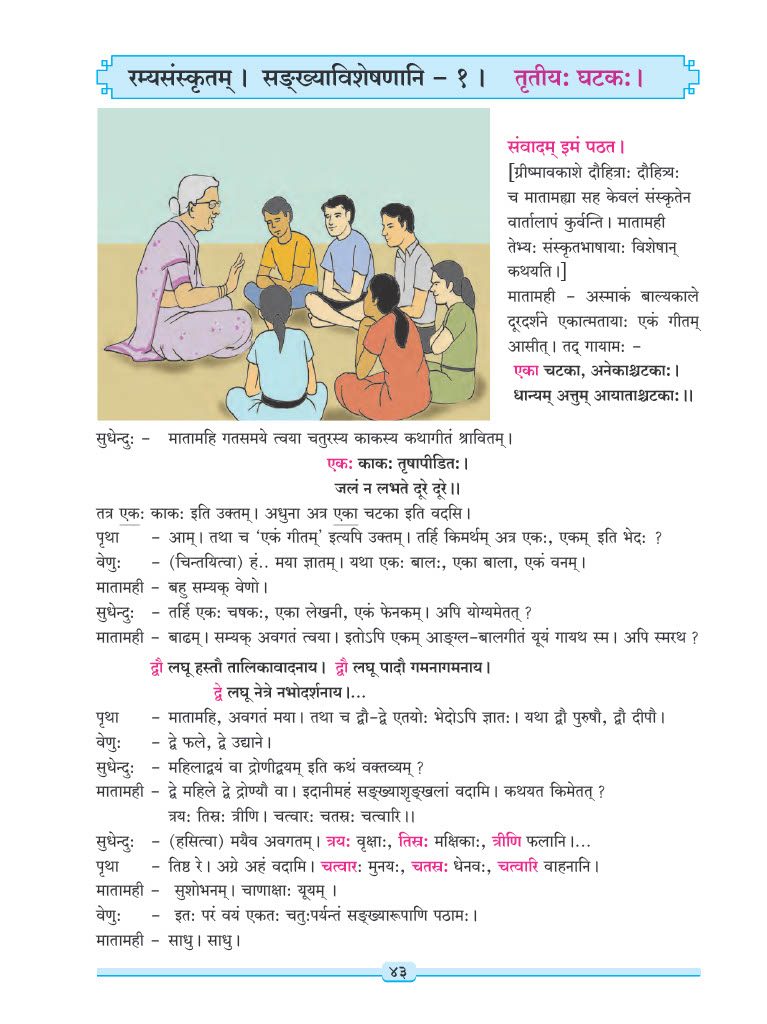 रम्यसंस्कृतम् । सङ्ख्याविशेषणानि – १ । तृतीयः घटकः ।
संवादम् इमं पठत ।
[ग्रीष्मावकाशे दौहित्राः दौहित्र्यः
च मातामह्या सह केवलं संस्कृतेन
वार्तालापं कुर्वन्ति । मातामही
तेभ्यः संस्कृतभाषायाः विशेषान्
कथयति ।]
मातामही – अस्माकं बाल्यकाले
दूरदर्शने एकात्मतायाः एकं गीतम्
आसीत् । तद् गायामः –
एका चटका, अनेकाश्चटकाः ।
धान्यम् अत्तुम् आयाताश्चटकाः ।।
सुधेन्दुः – मातामहि गतसमये त्वया चतुरस्य काकस्य कथागीतं श्रावितम् ।
एकः काकः तृषापीडितः ।
जलं न लभते दूरे दूरे ।।
तत्र एकः काकः इति उक्तम् । अधुना अत्र एका चटका इति वदसि ।
पृथा – आम् । तथा च ‘एकं गीतम्’ इत्यपि उक्तम् । तर्हि किमर्थम् अत्र एकः, एकम् इति भेदः ?
वेणुः – (चिन्तयित्वा) हं.. मया ज्ञातम् । यथा एकः बालः, एका बाला, एकं वनम् ।
मातामही – बहु सम्यक् वेणो ।
सुधेन्दुः – तर्हि एकः चषकः, एका लेखनी, एकं फेनकम् । अपि योग्यमेतत् ?
मातामही – बाढम् । सम्यक् अवगतं त्वया । इतोऽपि एकम् आङ्ग्ल-बालगीतं यूयं गायथ स्म । अपि स्मरथ ?
द्वौ लघू हस्तौ तालिकावादनाय । द्वौ लघू पादौ गमनागमनाय ।
द्वे लघू नेत्रे नभोदर्शनाय ।...
पृथा – मातामहि, अवगतं मया । तथा च द्वौ-द्वे एतयोः भेदोऽपि ज्ञातः । यथा द्वौ पुरुषौ, द्वौ दीपौ ।
वेणुः – द्वे फले, द्वे उद्याने ।
सुधेन्दुः – महिलाद्वयं वा द्रोणीद्वयम् इति कथं वक्तव्यम् ?
मातामही – द्वे महिले द्वे द्रोण्यौ वा । इदानीमहं सङ्ख्याशृङ्खलां वदामि । कथयत किमेतत् ?
त्रयः तिस्रः त्रीणि । चत्वारः चतस्रः चत्वारि ।।
सुधेन्दुः – (हसित्वा) मयैव अवगतम् । त्रयः वृक्षाः, तिस्रः मक्षिकाः, त्रीणि फलानि ।...
पृथा – तिष्ठ रे । अग्रे अहं वदामि । चत्वारः मुनयः, चतस्रः धेनवः, चत्वारि वाहनानि ।
मातामही – सुशोभनम् । चाणाक्षाः यूयम् ।
वेणुः – इतः परं वयं एकतः चतुःपर्यन्तं सङ्ख्यारूपाणि पठामः ।
मातामही – साधु । साधु ।
४३